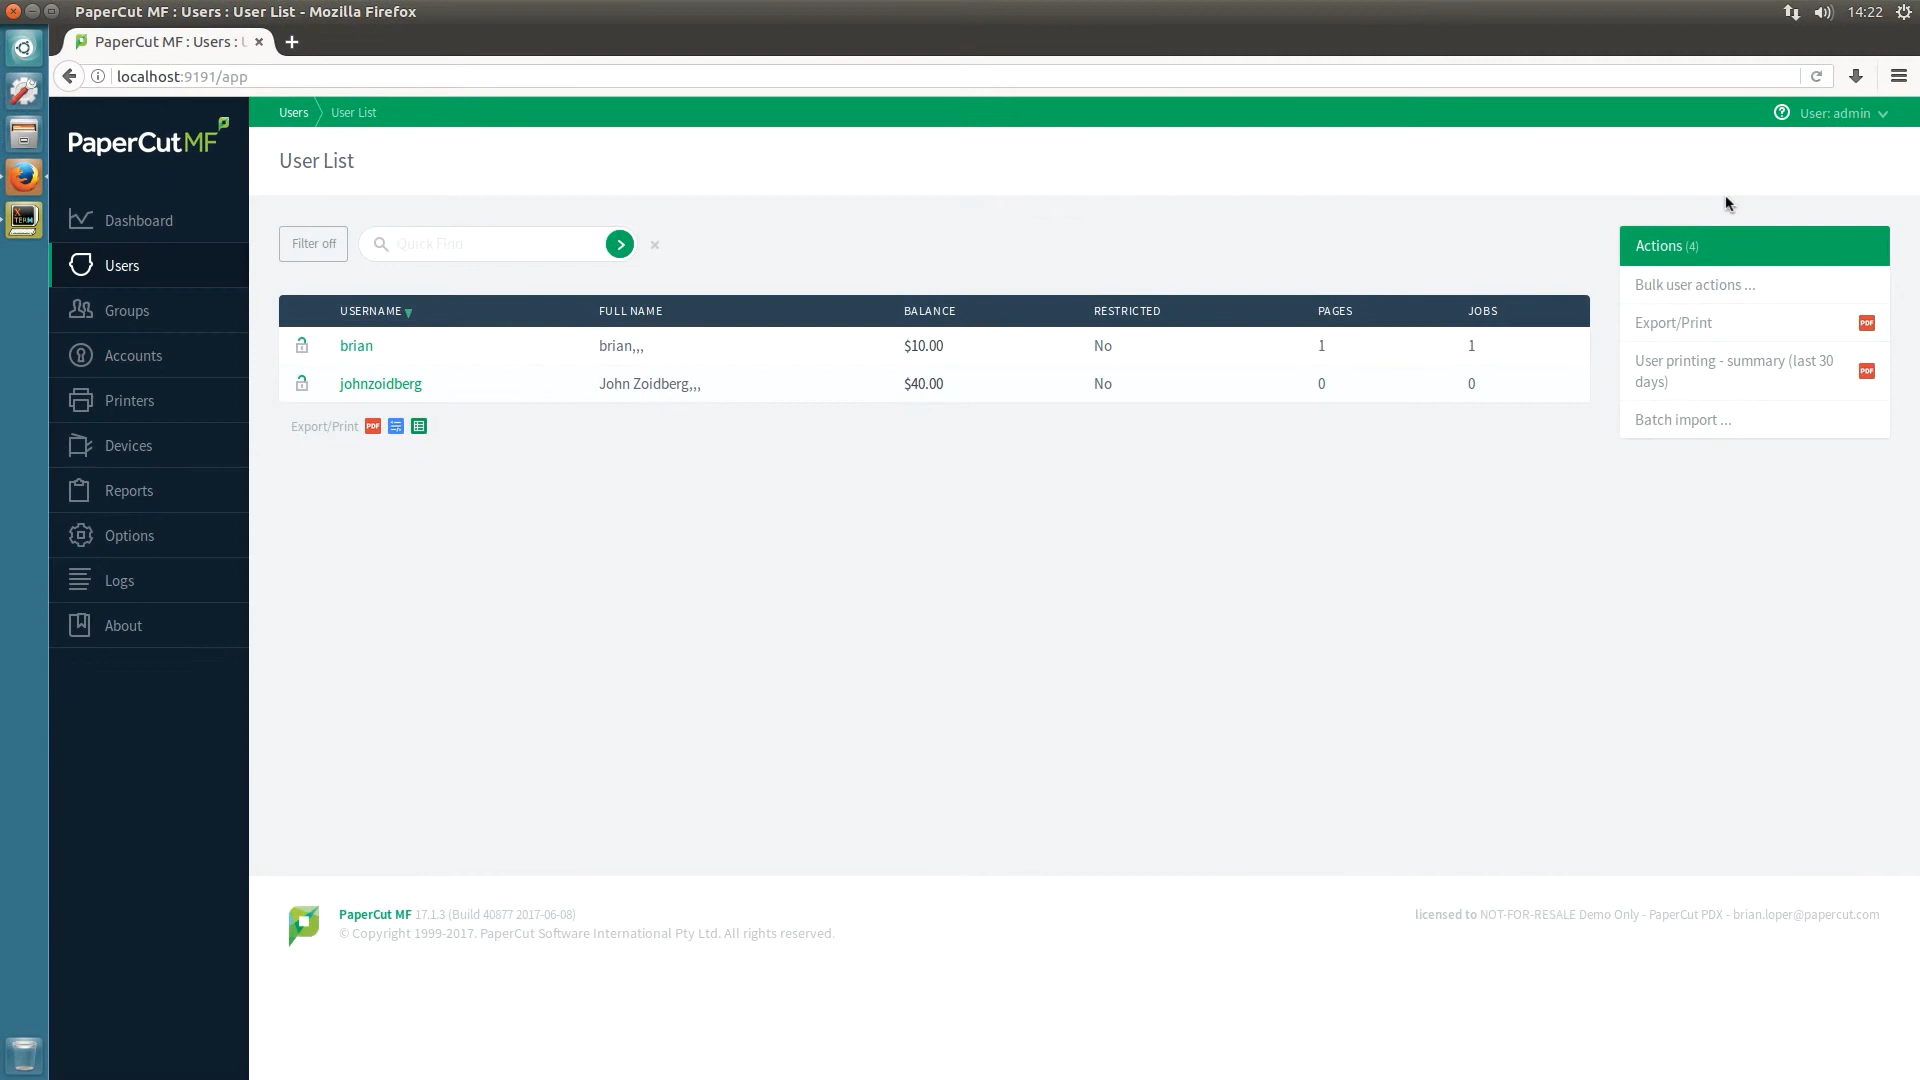 PaperCut MF : Users : User List - Mozilla Firefox
14:22
PaperCut MF : Users :
localhost:9191/app
PaperCut MF
Users
User List
User: admin
User List
Dashboard
Users
Groups
Accounts
Printers
Devices
Reports
Options
Logs
About
Filter off
Quick Find
USERNAME FULL NAME BALANCE RESTRICTED PAGES JOBS
brian brian,,, $10.00 No 1 1
johnzoidberg John Zoidberg,,, $40.00 No 0 0
Export/Print PDF
Actions (4)
Bulk user actions ...
Export/Print PDF
User printing - summary (last 30
days) PDF
Batch import ...
PaperCut MF 17.1.3 (Build 40877 2017-06-08)
© Copyright 1999-2017. PaperCut Software International Pty Ltd. All rights reserved.
licensed to NOT-FOR-RESALE Demo Only - PaperCut PDX - brian.loper@papercut.com
X
TERM